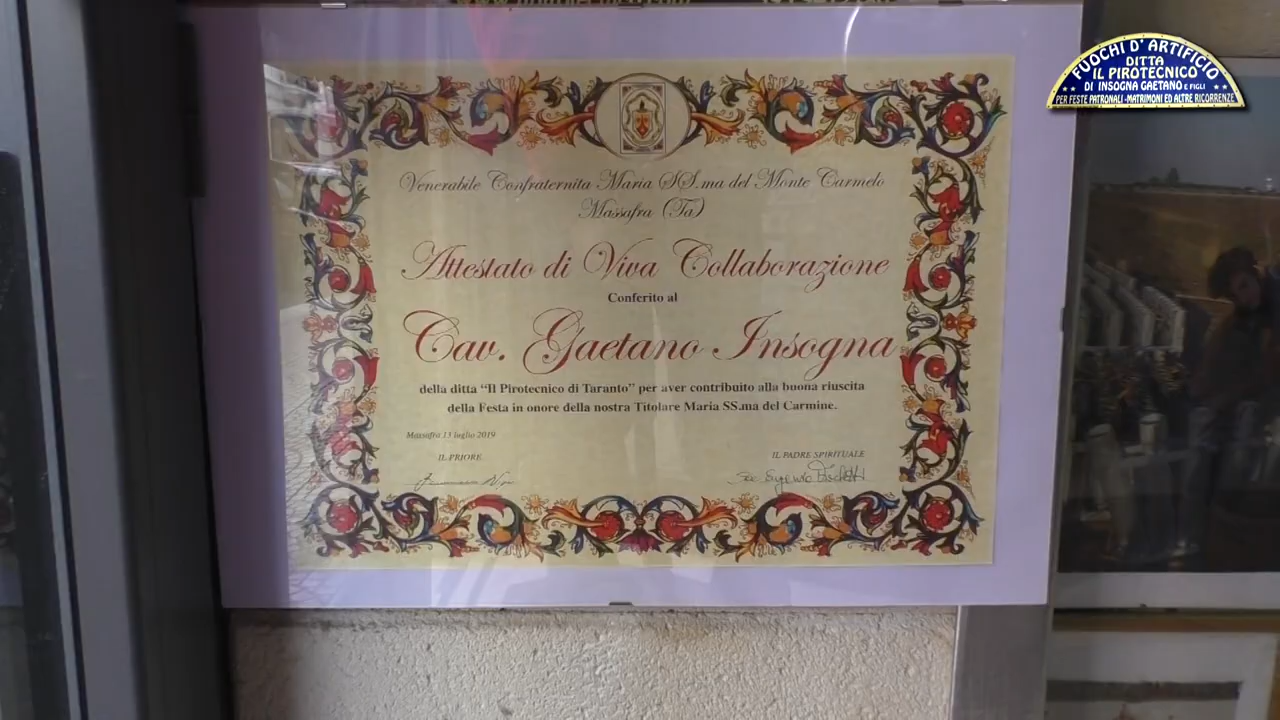 FUOCHI D' ARTIFICIO
DITTA
IL PIROTECNICO
DI INSOGNA GAETANO E FIGLI
PER FESTE PATRONALI - MATRIMONI ED ALTRE RICORRENZE
Venerabile Confraternita Maria SS.ma del Monte Carmelo
Massafra (Ta)
Attestato di Viva Collaborazione
Conferito al
Cav. Gaetano Insogna
della ditta “Il Pirotecnico di Taranto” per aver contribuito alla buona riuscita
della Festa in onore della nostra Titolare Maria SS.ma del Carmine.
Massafra 13 luglio 2019
IL PRIORE
IL PADRE SPIRITUALE